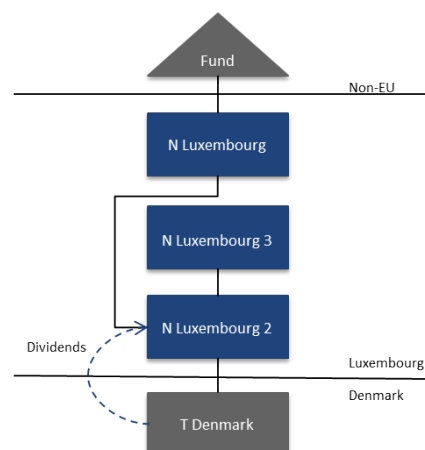 Fund
Non-EU
N Luxembourg
N Luxembourg 3
N Luxembourg 2
Dividends
Luxembourg
Denmark
T Denmark